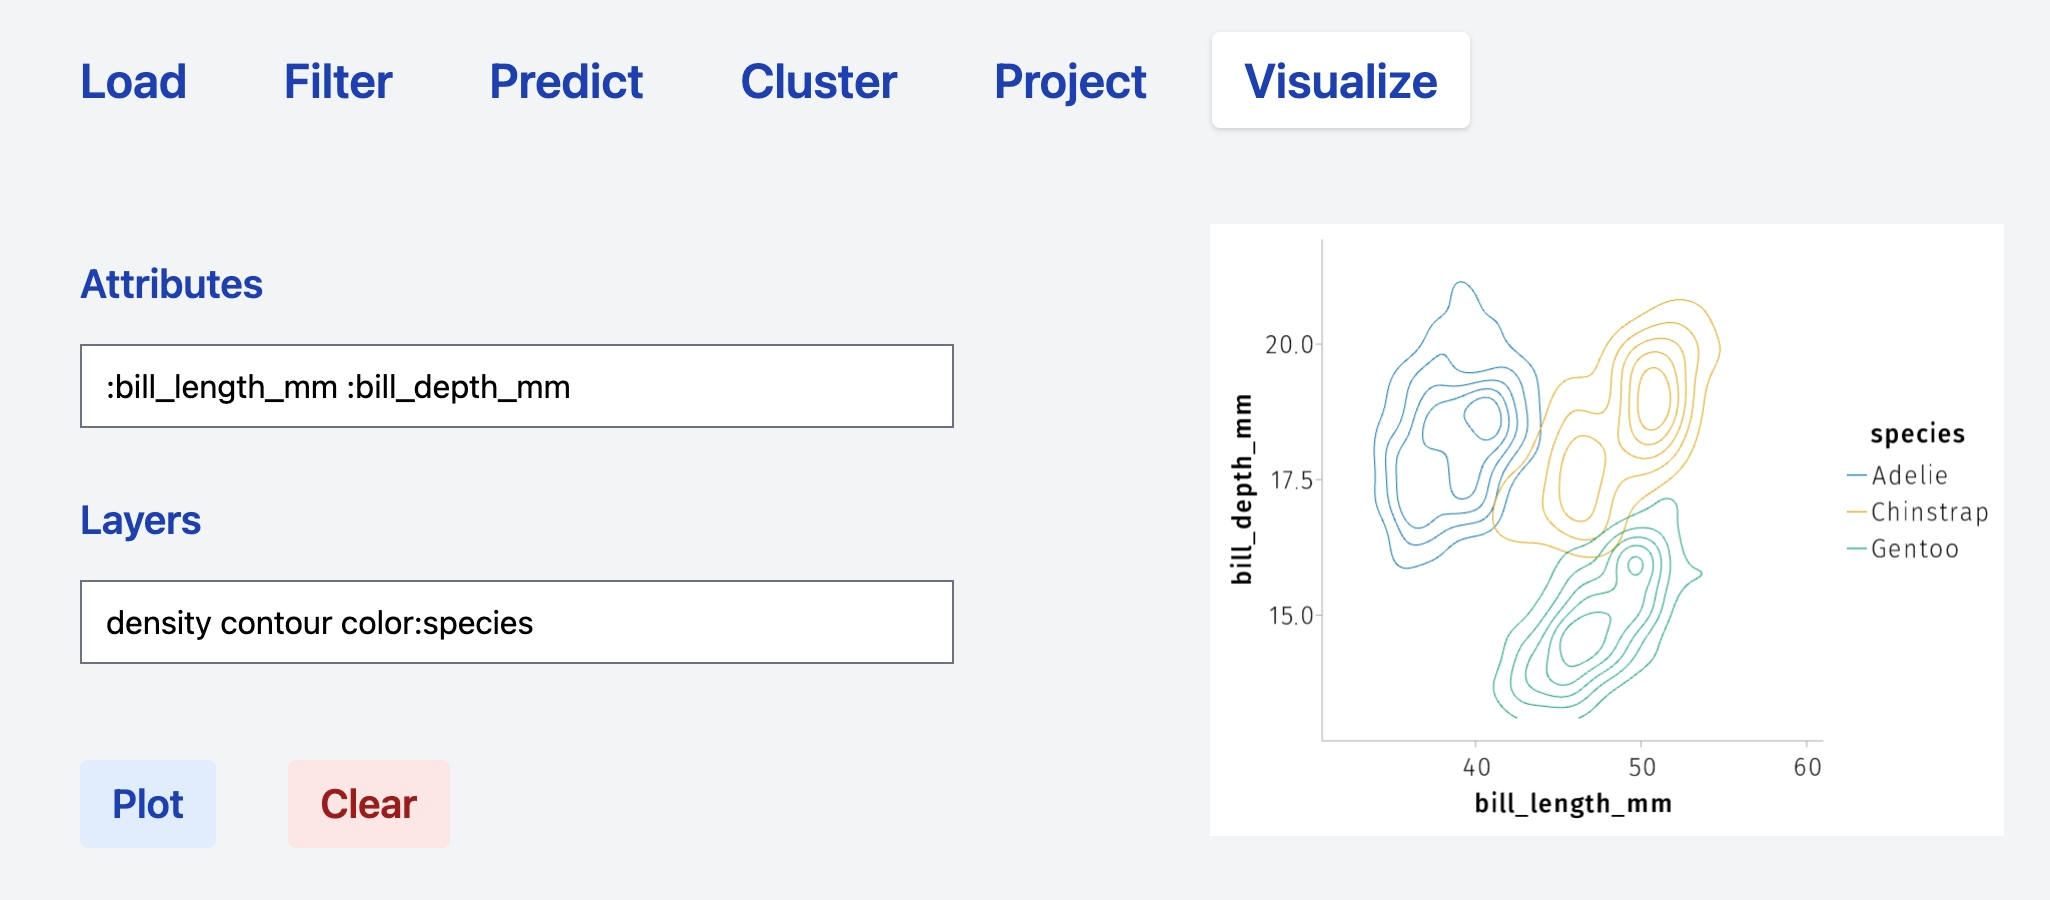 Load Filter Predict Cluster Project Visualize
Attributes
:bill_length_mm :bill_depth_mm
Layers
density contour color:species
Plot Clear
bill_depth_mm
20.0
17.5
15.0
40 50 60
bill_length_mm
species
Adelie
Chinstrap
Gentoo